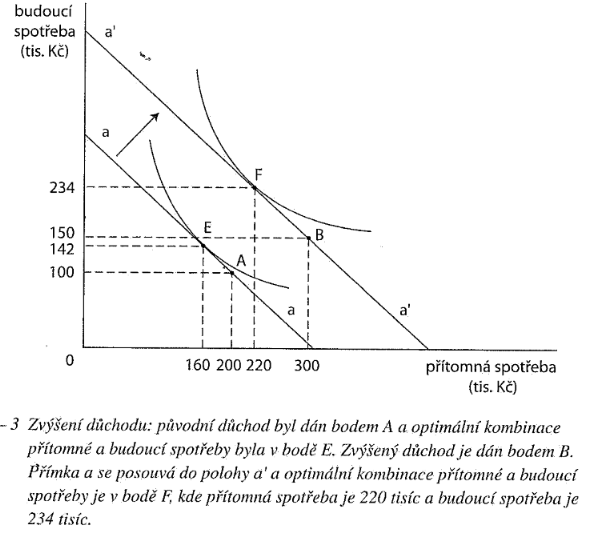 budoucí
spotřeba
(tis. Kč)
a'
a
F
234
150
E
B
142
A
100
a
a'
0
160 200 220 300
přítomná spotřeba
(tis. Kč)
– 3 Zvýšení důchodu: původní důchod byl dán bodem A a optimální kombinace
přítomné a budoucí spotřeby byla v bodě E. Zvýšený důchod je dán bodem B.
Přímka a se posouvá do polohy a' a optimální kombinace přítomné a budoucí
spotřeby je v bodě F, kde přítomná spotřeba je 220 tisíc a budoucí spotřeba je
234 tisíc.